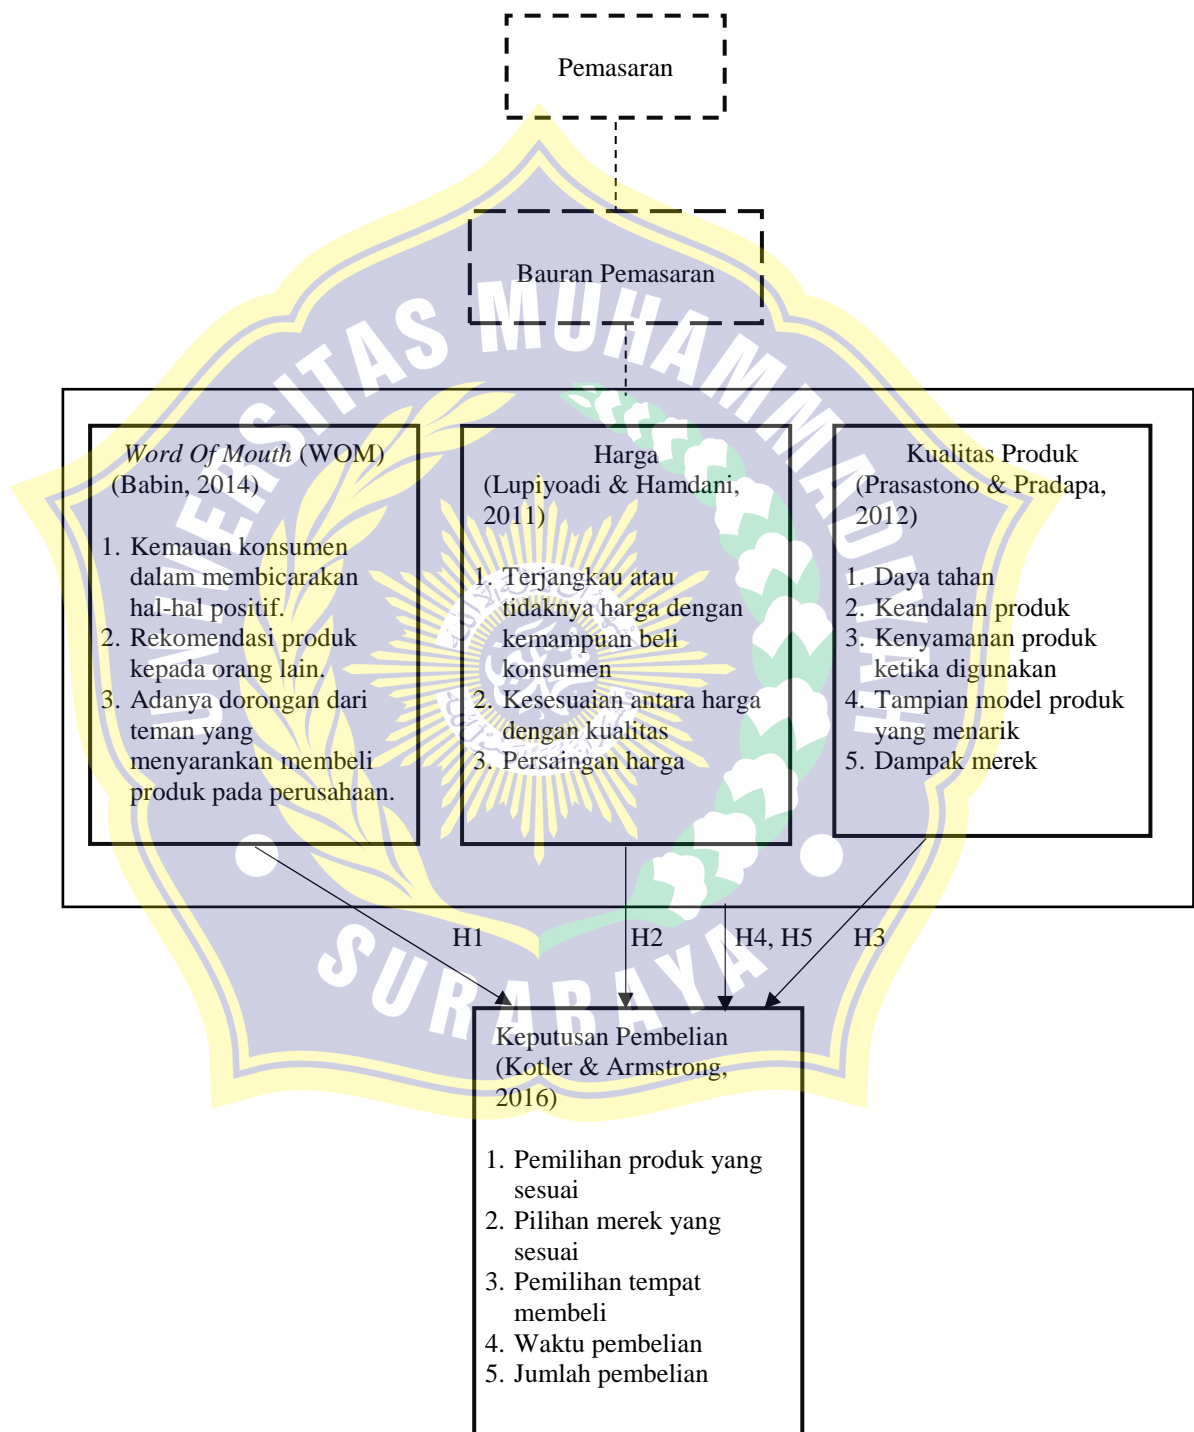 Pemasaran
Bauran Pemasaran
Word Of Mouth (WOM)
(Babin, 2014)
1. Kemauan konsumen
dalam membicarakan
hal-hal positif.
2. Rekomendasi produk
kepada orang lain.
3. Adanya dorongan dari
teman yang
menyarankan membeli
produk pada perusahaan.
Harga
(Lupiyoadi & Hamdani,
2011)
1. Terjangkau atau
tidaknya harga dengan
kemampuan beli
konsumen
2. Kesesuaian antara harga
dengan kualitas
3. Persaingan harga
Kualitas Produk
(Prasastono & Pradapa,
2012)
1. Daya tahan
2. Keandalan produk
3. Kenyamanan produk
ketika digunakan
4. Tampian model produk
yang menarik
5. Dampak merek
H1
H2
H4, H5
H3
Keputusan Pembelian
(Kotler & Armstrong,
2016)
1. Pemilihan produk yang
sesuai
2. Pilihan merek yang
sesuai
3. Pemilihan tempat
membeli
4. Waktu pembelian
5. Jumlah pembelian
UNIVERSITAS MUHAMMADIYAH
SURABAYA